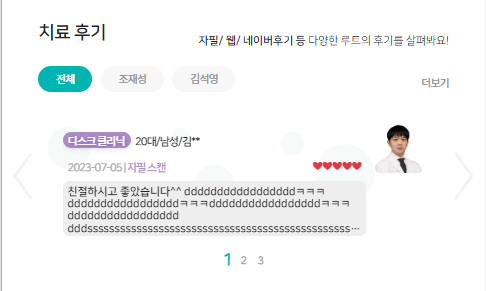 치료 후기
자필/ 웹/ 네이버후기 등 다양한 루트의 후기를 살펴봐요!
전체 조재성 김석영
더보기
디스크 클리닉 20대/남성/김**
2023-07-05 | 자필 스캔
친절하시고 좋았습니다^^ dddddddddddddddddㅋㅋㅋ
dddddddddddddddddㅋㅋㅋdddddddddddddddddㅋㅋㅋ
ddddddddddddddddd
dddsssssssssssssssssssssssssssssssssssssssssssssssss…
1 2 3